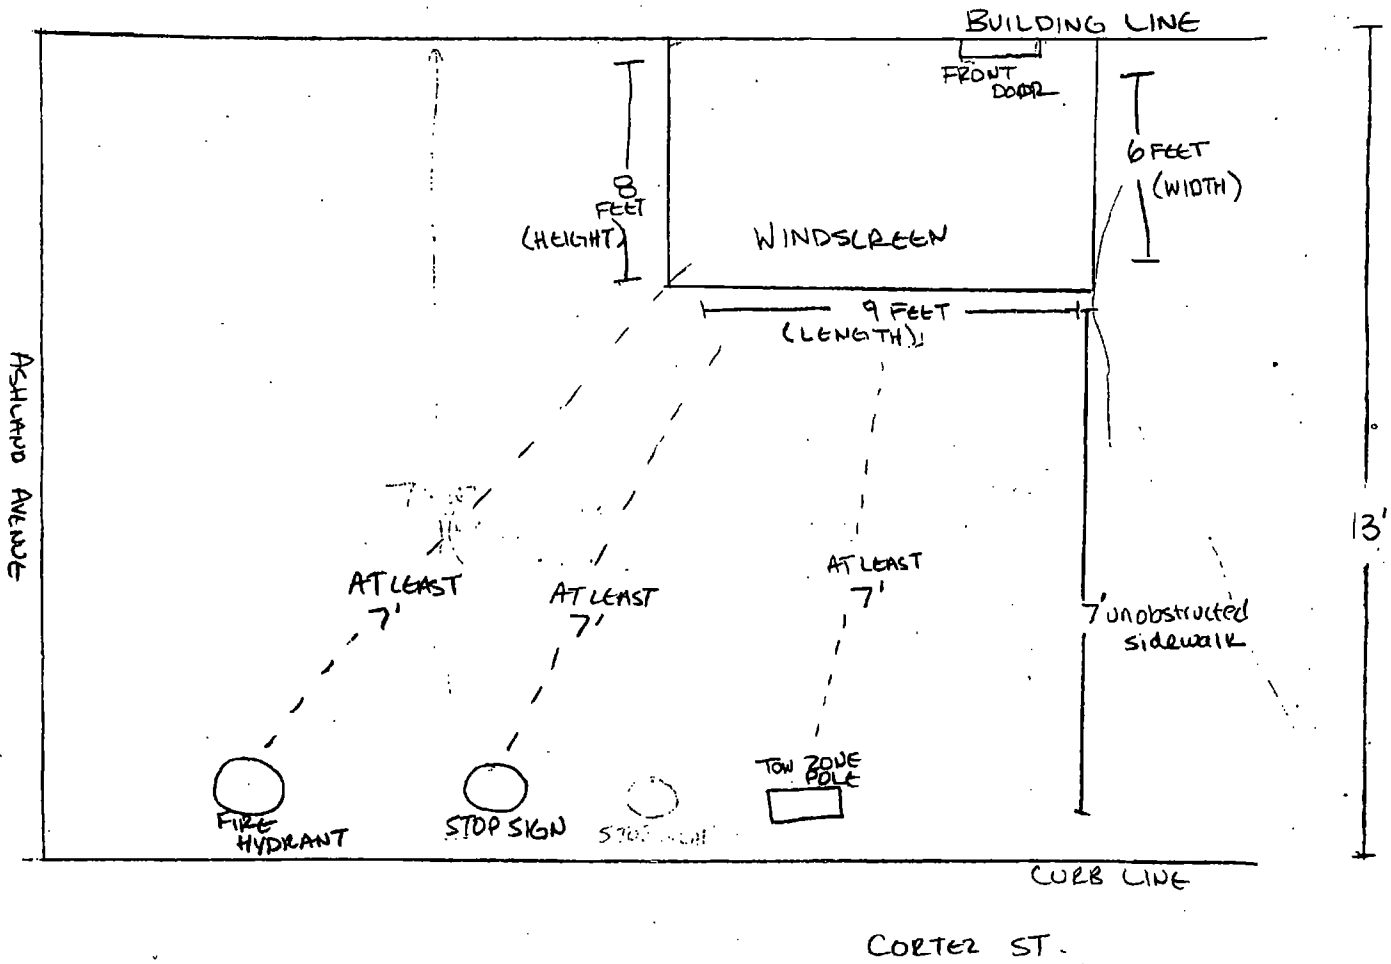 BUILDING LINE
FRONT
DOOR
6 FEET
(WIDTH)
8
FEET
(HEIGHT)
WINDSCREEN
9 FEET
(LENGTH)
ASHLAND AVENUE
13'
AT LEAST
7'
AT LEAST
7'
AT LEAST
7'
7' unobstructed
sidewalk
TOW ZONE
POLE
FIRE
HYDRANT
STOP SIGN
CURB LINE
CORTEZ ST.